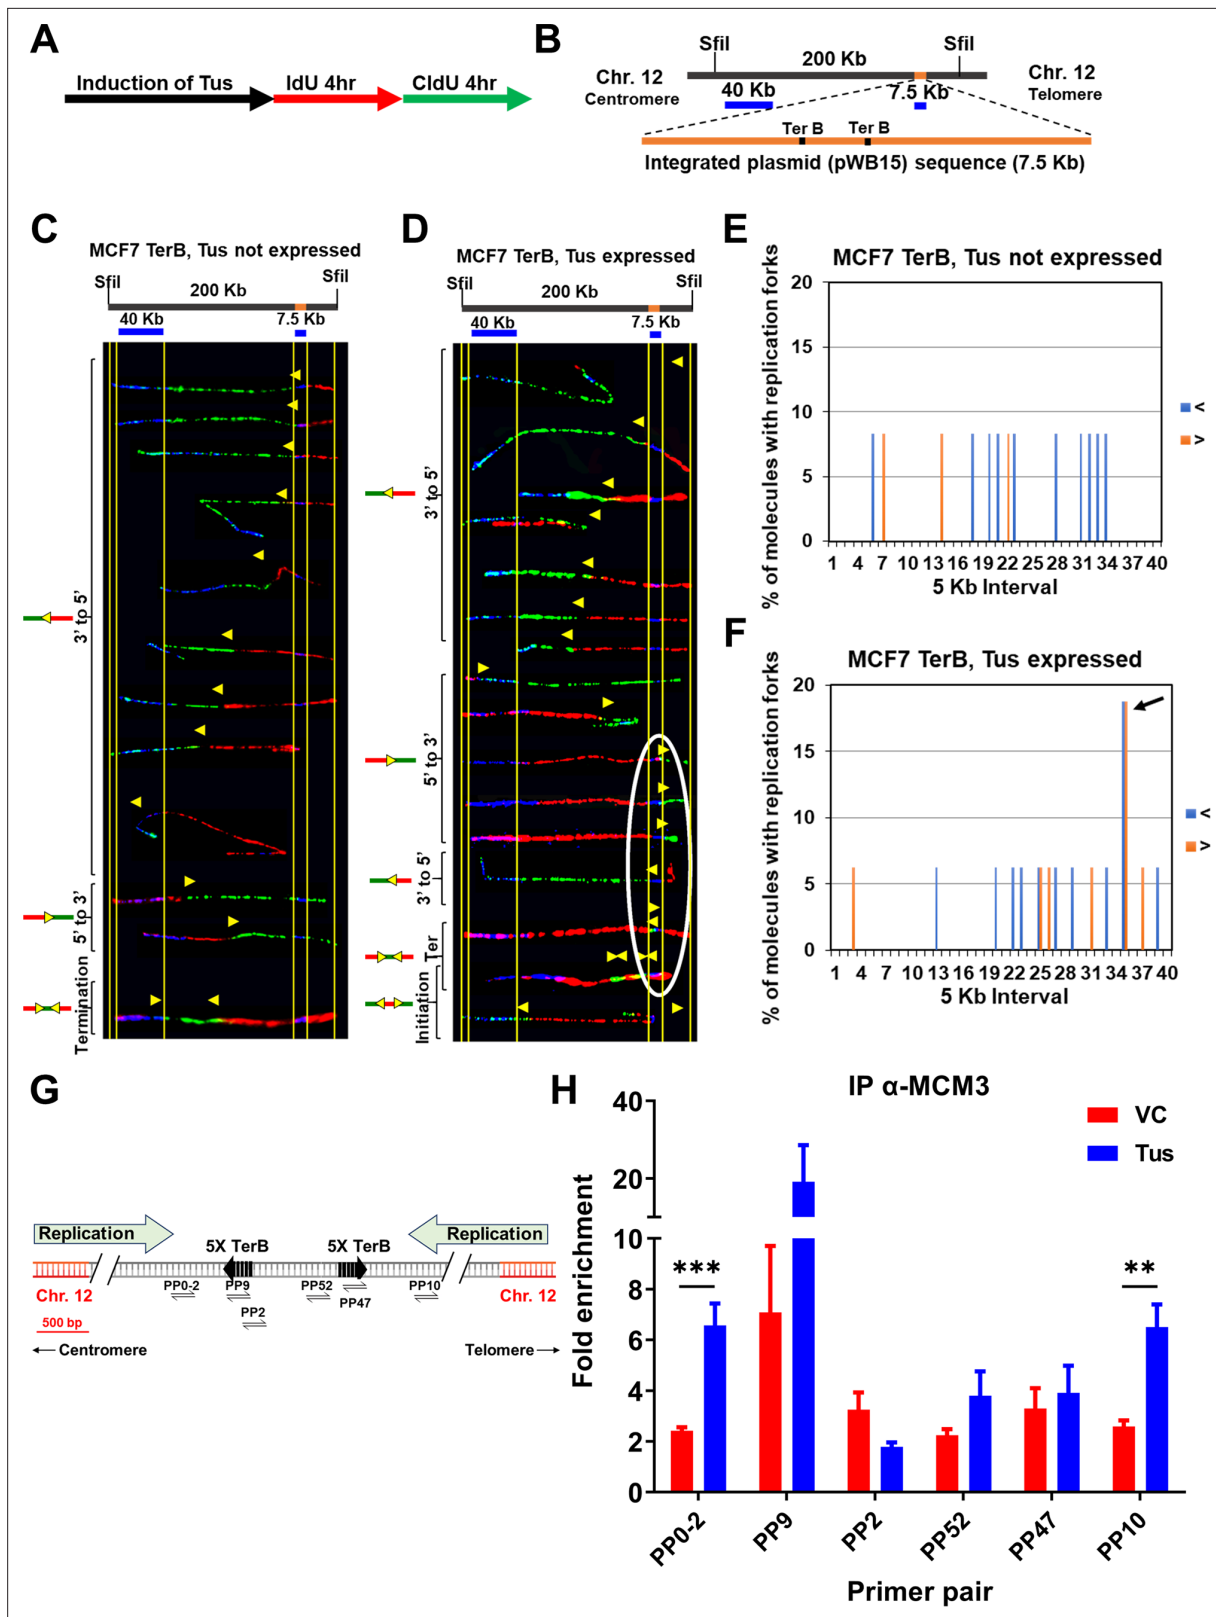 A
Induction of Tus
IdU 4hr
CldU 4hr
B
SfiI
200 Kb
SfiI
Chr. 12
Centromere
40 Kb
7.5 Kb
Chr. 12
Telomere
Ter B
Ter B
Integrated plasmid (pWB15) sequence (7.5 Kb)
C
MCF7 TerB, Tus not expressed
SfiI
200 Kb
SfiI
40 Kb
7.5 Kb
3' to 5'
5' to 3'
Termination
D
MCF7 TerB, Tus expressed
SfiI
200 Kb
SfiI
40 Kb
7.5 Kb
3' to 5'
5' to 3'
3' to 5'
Ter
Initiation
E
MCF7 TerB, Tus not expressed
% of molecules with replication forks
20
15
10
5
0
1 4 7 10 13 16 19 22 25 28 31 34 37 40
5 Kb Interval
<
>
F
MCF7 TerB, Tus expressed
% of molecules with replication forks
20
15
10
5
0
1 4 7 10 13 16 19 22 25 28 31 34 37 40
5 Kb Interval
<
>
G
Replication
Replication
5X TerB
5X TerB
PP0-2
PP9
PP2
PP52
PP47
PP10
Chr. 12
Chr. 12
500 bp
Centromere
Telomere
H
IP α-MCM3
VC
Tus
Fold enrichment
40
20
10
8
6
4
2
0
***
**
PP0-2
PP9
PP2
PP52
PP47
PP10
Primer pair